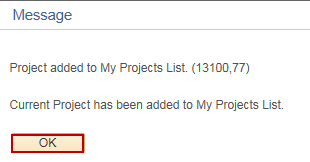 Message
Project added to My Projects List. (13100,77)
Current Project has been added to My Projects List.
OK